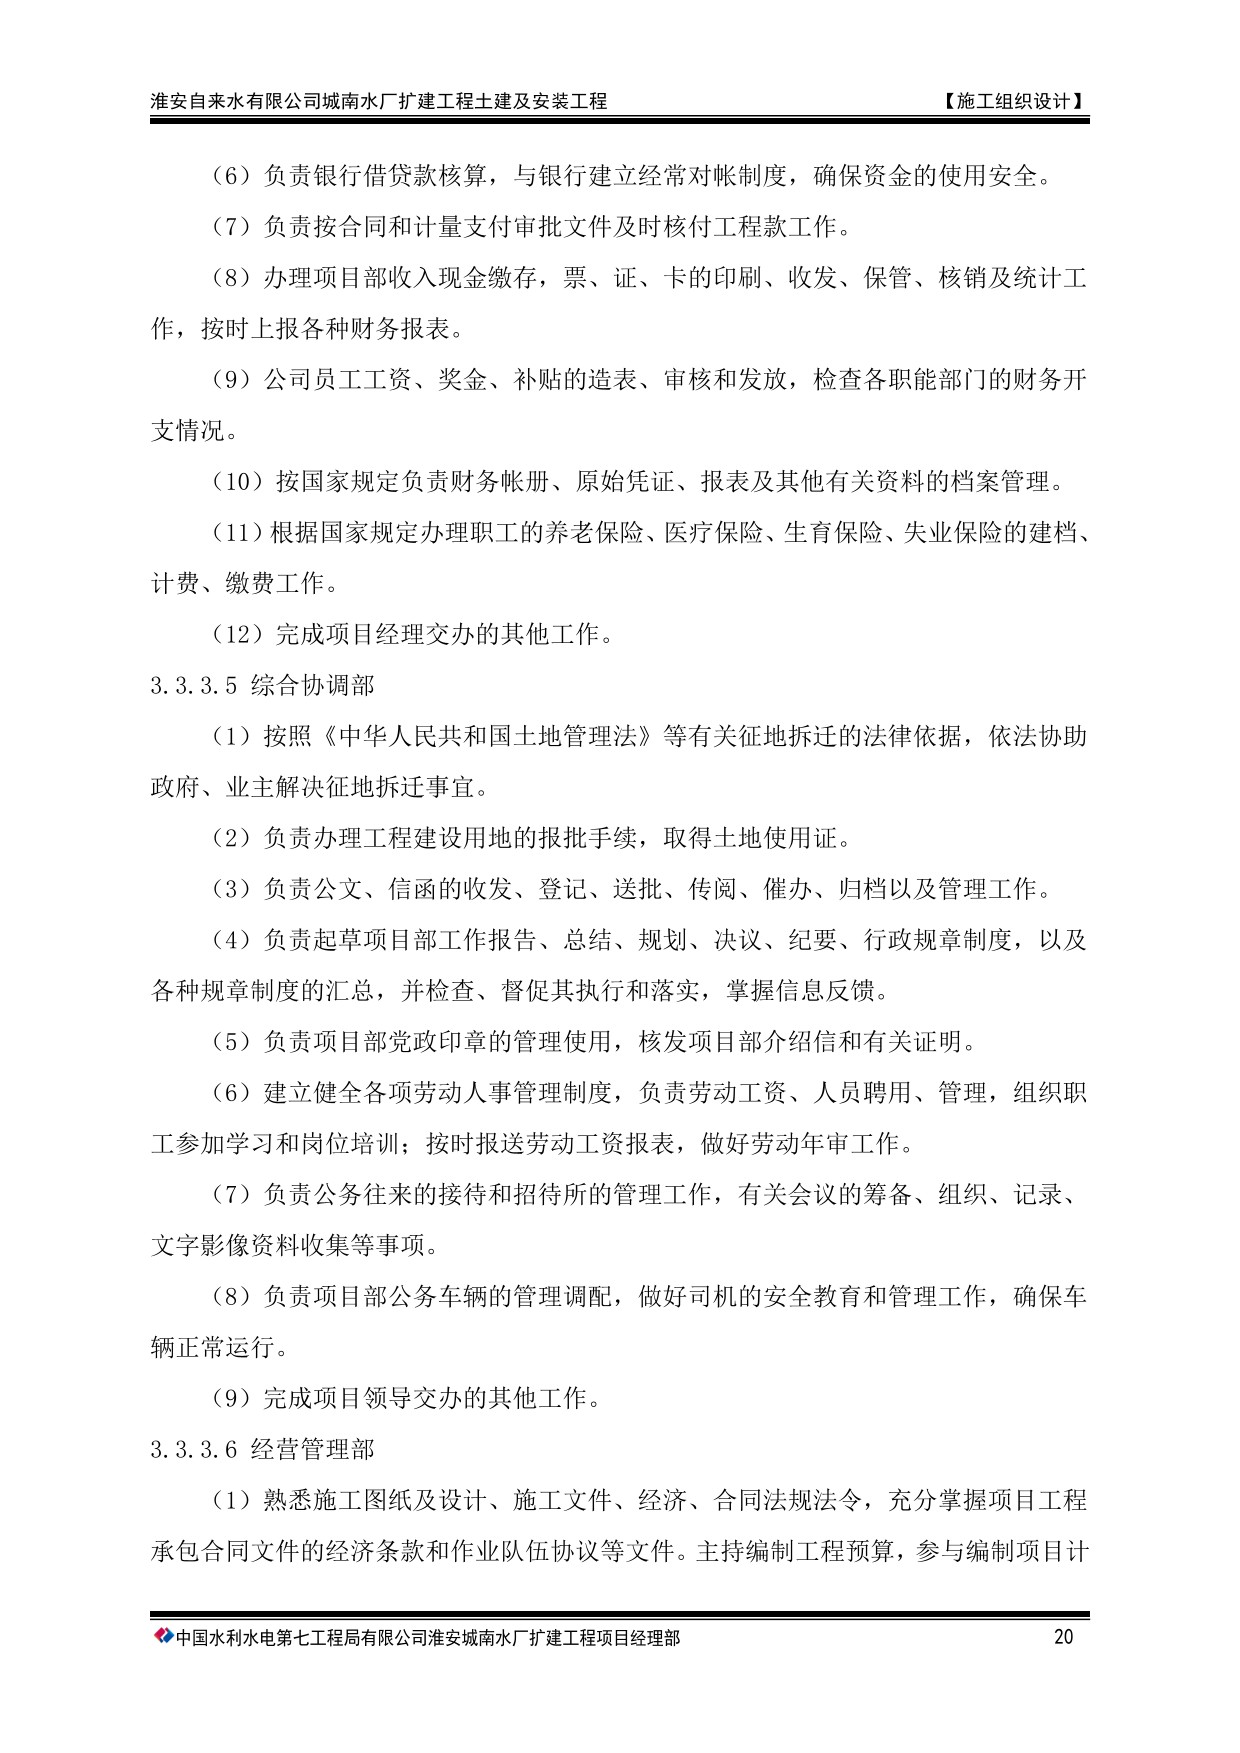 淮安自来水有限公司城南水厂扩建工程土建及安装工程 【施工组织设计】
（6）负责银行借贷款核算，与银行建立经常对帐制度，确保资金的使用安全。
（7）负责按合同和计量支付审批文件及时核付工程款工作。
（8）办理项目部收入现金缴存，票、证、卡的印刷、收发、保管、核销及统计工
作，按时上报各种财务报表。
（9）公司员工工资、奖金、补贴的造表、审核和发放，检查各职能部门的财务开
支情况。
（10）按国家规定负责财务帐册、原始凭证、报表及其他有关资料的档案管理。
（11）根据国家规定办理职工的养老保险、医疗保险、生育保险、失业保险的建档、
计费、缴费工作。
（12）完成项目经理交办的其他工作。
3.3.3.5 综合协调部
（1）按照《中华人民共和国土地管理法》等有关征地拆迁的法律依据，依法协助
政府、业主解决征地拆迁事宜。
（2）负责办理工程建设用地的报批手续，取得土地使用证。
（3）负责公文、信函的收发、登记、送批、传阅、催办、归档以及管理工作。
（4）负责起草项目部工作报告、总结、规划、决议、纪要、行政规章制度，以及
各种规章制度的汇总，并检查、督促其执行和落实，掌握信息反馈。
（5）负责项目部党政印章的管理使用，核发项目部介绍信和有关证明。
（6）建立健全各项劳动人事管理制度，负责劳动工资、人员聘用、管理，组织职
工参加学习和岗位培训；按时报送劳动工资报表，做好劳动年审工作。
（7）负责公务往来的接待和招待所的管理工作，有关会议的筹备、组织、记录、
文字影像资料收集等事项。
（8）负责项目部公务车辆的管理调配，做好司机的安全教育和管理工作，确保车
辆正常运行。
（9）完成项目领导交办的其他工作。
3.3.3.6 经营管理部
（1）熟悉施工图纸及设计、施工文件、经济、合同法规法令，充分掌握项目工程
承包合同文件的经济条款和作业队伍协议等文件。主持编制工程预算，参与编制项目计
中国水利水电第七工程局有限公司淮安城南水厂扩建工程项目经理部 20